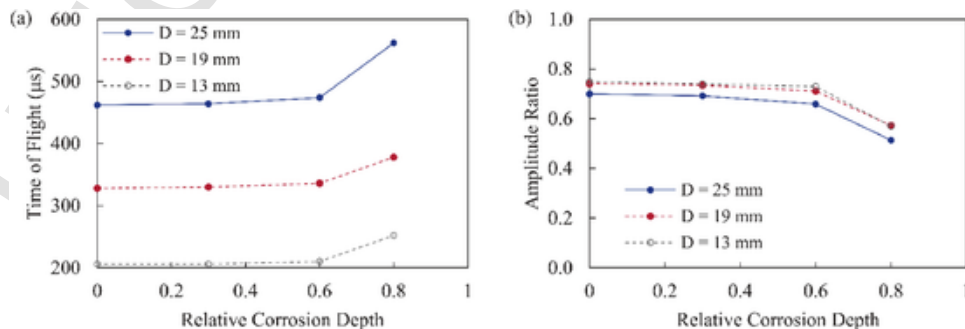 (a)
600
500
400
300
200
Time of Flight (μs)
D = 25 mm
D = 19 mm
D = 13 mm
0
0.2
0.4
0.6
0.8
1
Relative Corrosion Depth
(b)
1.0
0.8
0.6
0.4
0.2
0.0
Amplitude Ratio
D = 25 mm
D = 19 mm
D = 13 mm
0
0.2
0.4
0.6
0.8
1
Relative Corrosion Depth